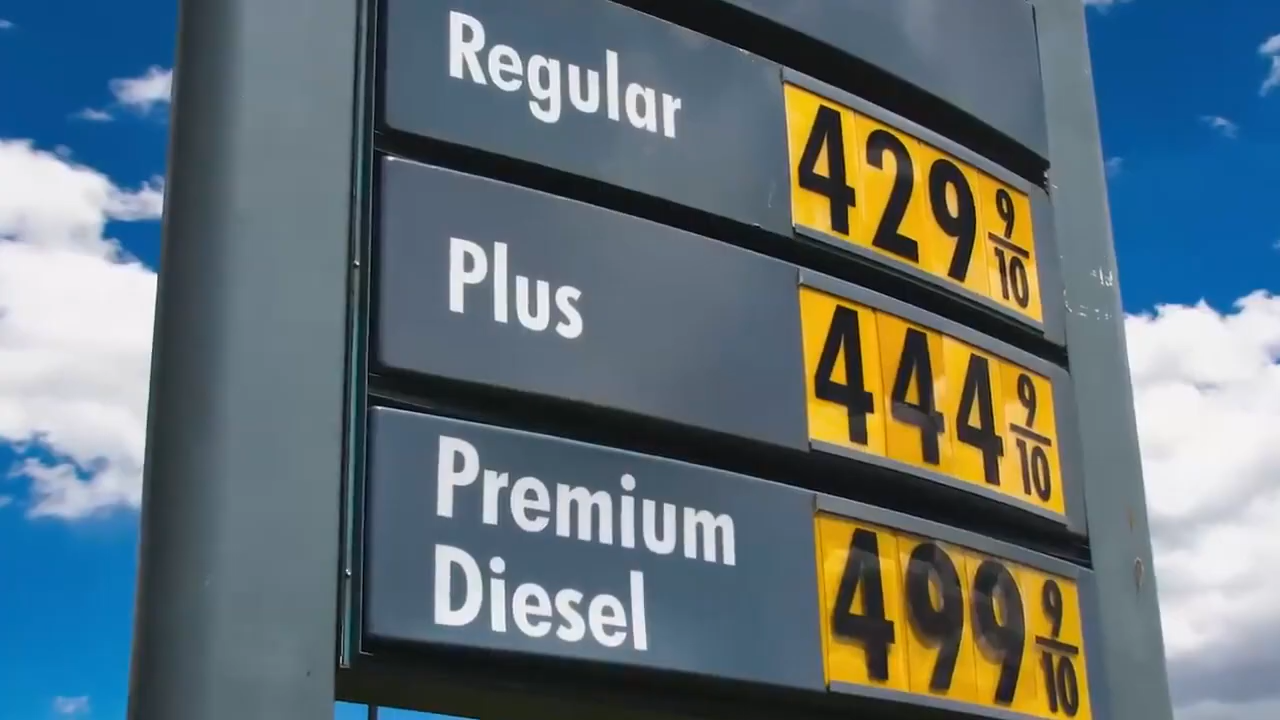 Regular 429 9/10
Plus 444 9/10
Premium
Diesel 499 9/10